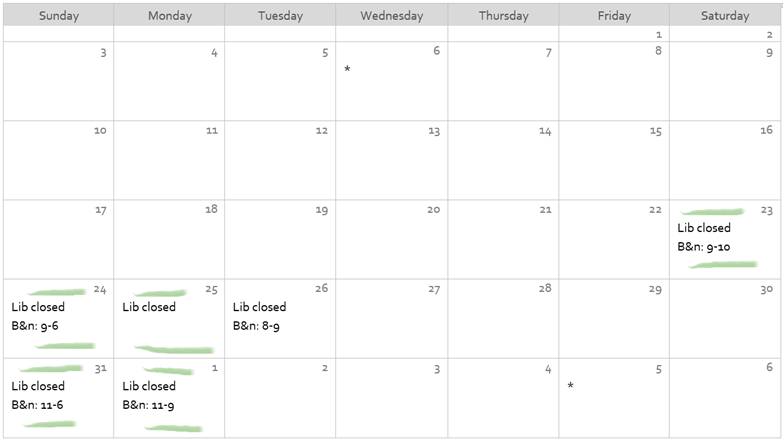 Sunday Monday Tuesday Wednesday Thursday Friday Saturday
1 2
3 4 5 6 7 8 9
*
10 11 12 13 14 15 16
17 18 19 20 21 22 23
Lib closed
B&n: 9-10
24 25 26 27 28 29 30
Lib closed Lib closed Lib closed
B&n: 9-6 B&n: 8-9
31 1 2 3 4 5 6
Lib closed Lib closed *
B&n: 11-6 B&n: 11-9